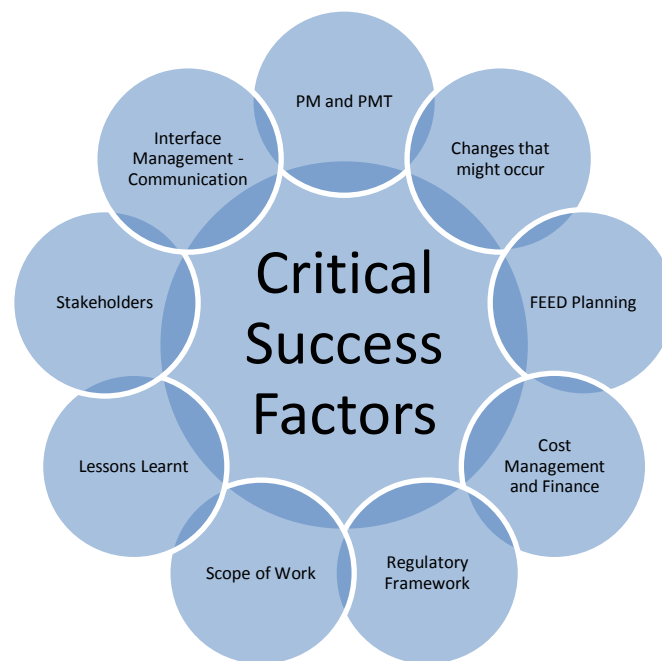 PM and PMT
Changes that
might occur
FEED Planning
Cost
Management
and Finance
Regulatory
Framework
Scope of Work
Lessons Learnt
Stakeholders
Interface
Management -
Communication
Critical
Success
Factors